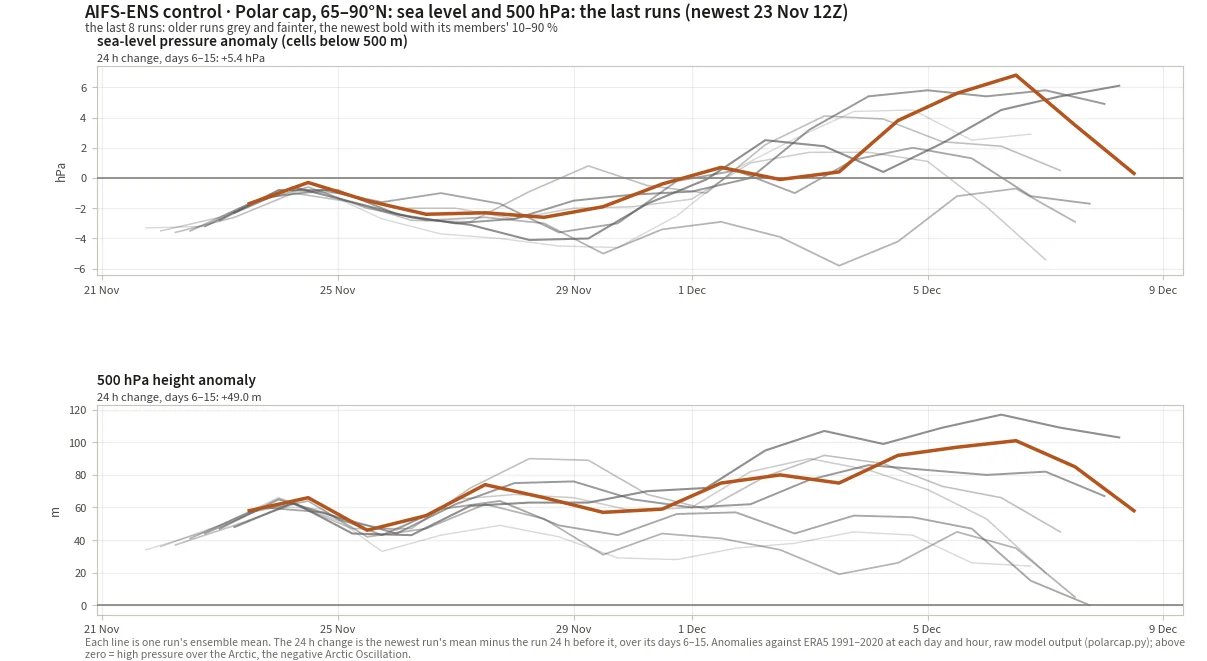 AIFS-ENS control · Polar cap, 65–90°N: sea level and 500 hPa: the last runs (newest 23 Nov 12Z)
the last 8 runs: older runs grey and fainter, the newest bold with its members' 10–90 %
sea-level pressure anomaly (cells below 500 m)
24 h change, days 6–15: +5.4 hPa
6
4
2
0
−2
−4
−6
hPa
21 Nov
25 Nov
29 Nov
1 Dec
5 Dec
9 Dec
500 hPa height anomaly
24 h change, days 6–15: +49.0 m
120
100
80
60
40
20
0
m
21 Nov
25 Nov
29 Nov
1 Dec
5 Dec
9 Dec
Each line is one run's ensemble mean. The 24 h change is the newest run's mean minus the run 24 h before it, over its days 6–15. Anomalies against ERA5 1991–2020 at each day and hour, raw model output (polarcap.py); above
zero = high pressure over the Arctic, the negative Arctic Oscillation.